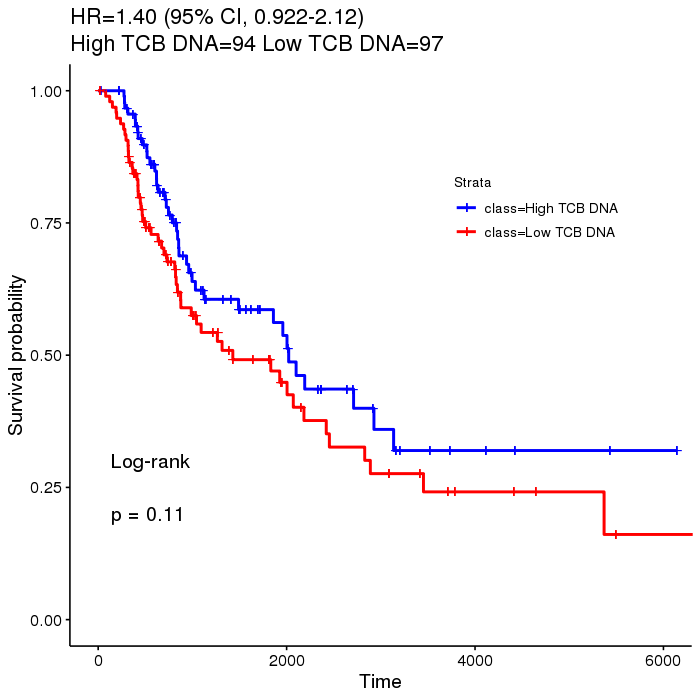 HR=1.40 (95% CI, 0.922-2.12)
High TCB DNA=94 Low TCB DNA=97
1.00
0.75
0.50
0.25
0.00
Survival probability
Strata
class=High TCB DNA
class=Low TCB DNA
Log-rank
p = 0.11
0 2000 4000 6000
Time